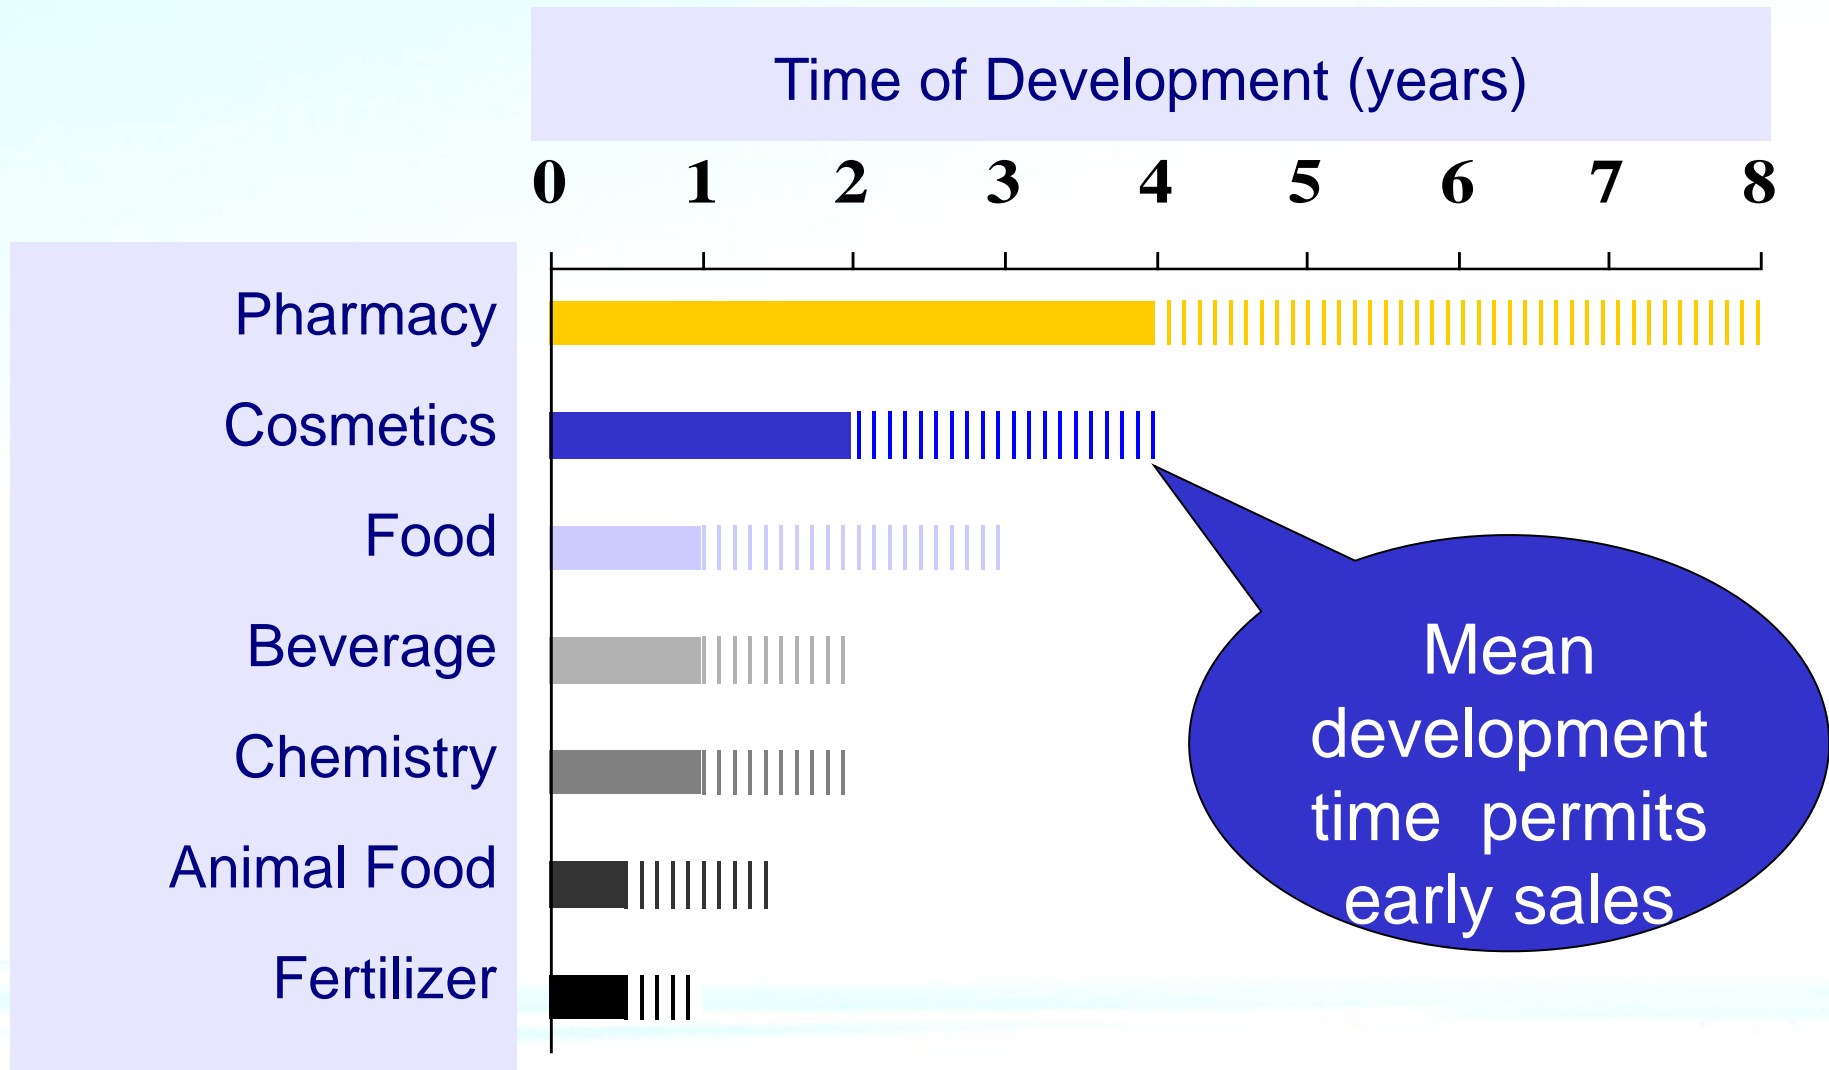 Time of Development (years)
0 1 2 3 4 5 6 7 8
Pharmacy
Cosmetics
Food
Beverage
Chemistry
Animal Food
Fertilizer
Mean
development
time permits
early sales